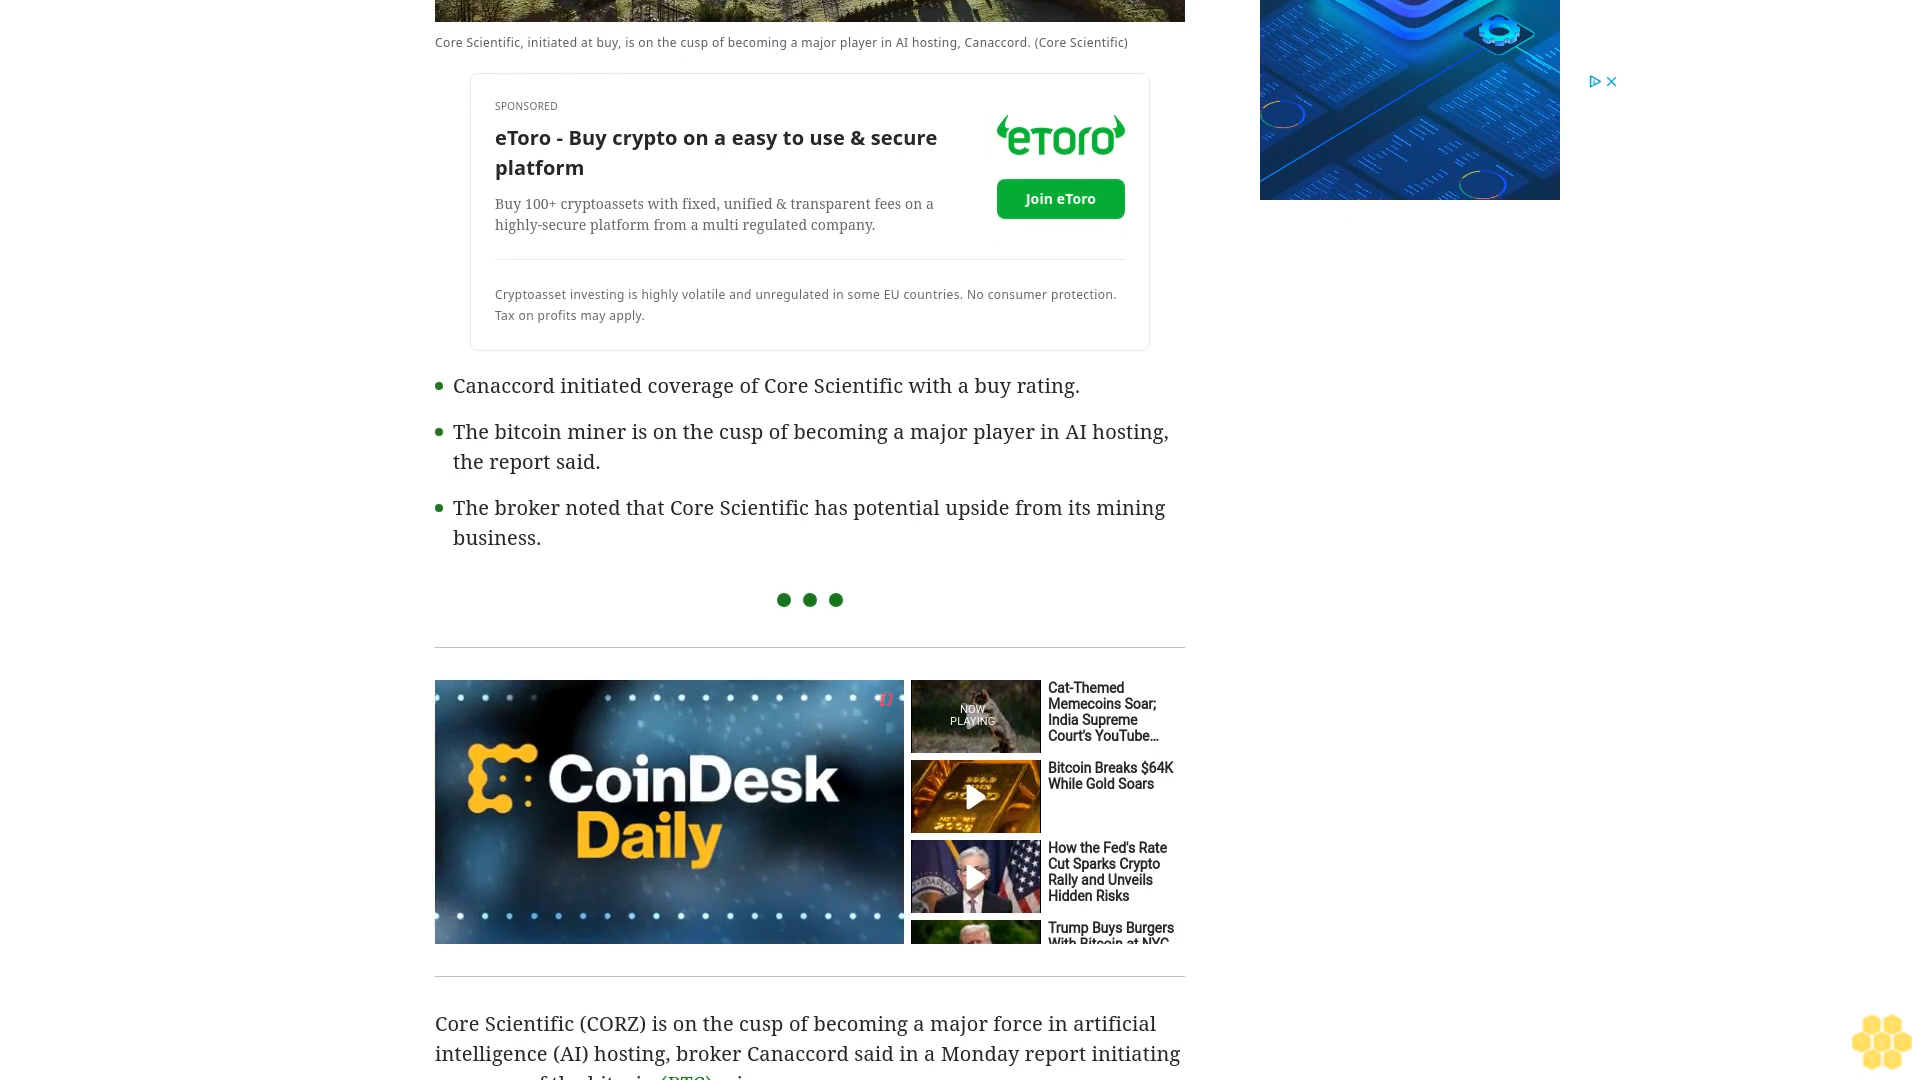 Core Scientific, initiated at buy, is on the cusp of becoming a major player in AI hosting, Canaccord. (Core Scientific)
SPONSORED
eToro - Buy crypto on a easy to use & secure
platform
Buy 100+ cryptoassets with fixed, unified & transparent fees on a
highly-secure platform from a multi regulated company.
eToro
Join eToro
Cryptoasset investing is highly volatile and unregulated in some EU countries. No consumer protection.
Tax on profits may apply.
Canaccord initiated coverage of Core Scientific with a buy rating.
The bitcoin miner is on the cusp of becoming a major player in AI hosting,
the report said.
The broker noted that Core Scientific has potential upside from its mining
business.
CoinDesk
Daily
NOW
PLAYING
Cat-Themed
Memecoins Soar;
India Supreme
Court's YouTube...
Bitcoin Breaks $64K
While Gold Soars
How the Fed's Rate
Cut Sparks Crypto
Rally and Unveils
Hidden Risks
Trump Buys Burgers
With Bitcoin at NYC
Core Scientific (CORZ) is on the cusp of becoming a major force in artificial
intelligence (AI) hosting, broker Canaccord said in a Monday report initiating